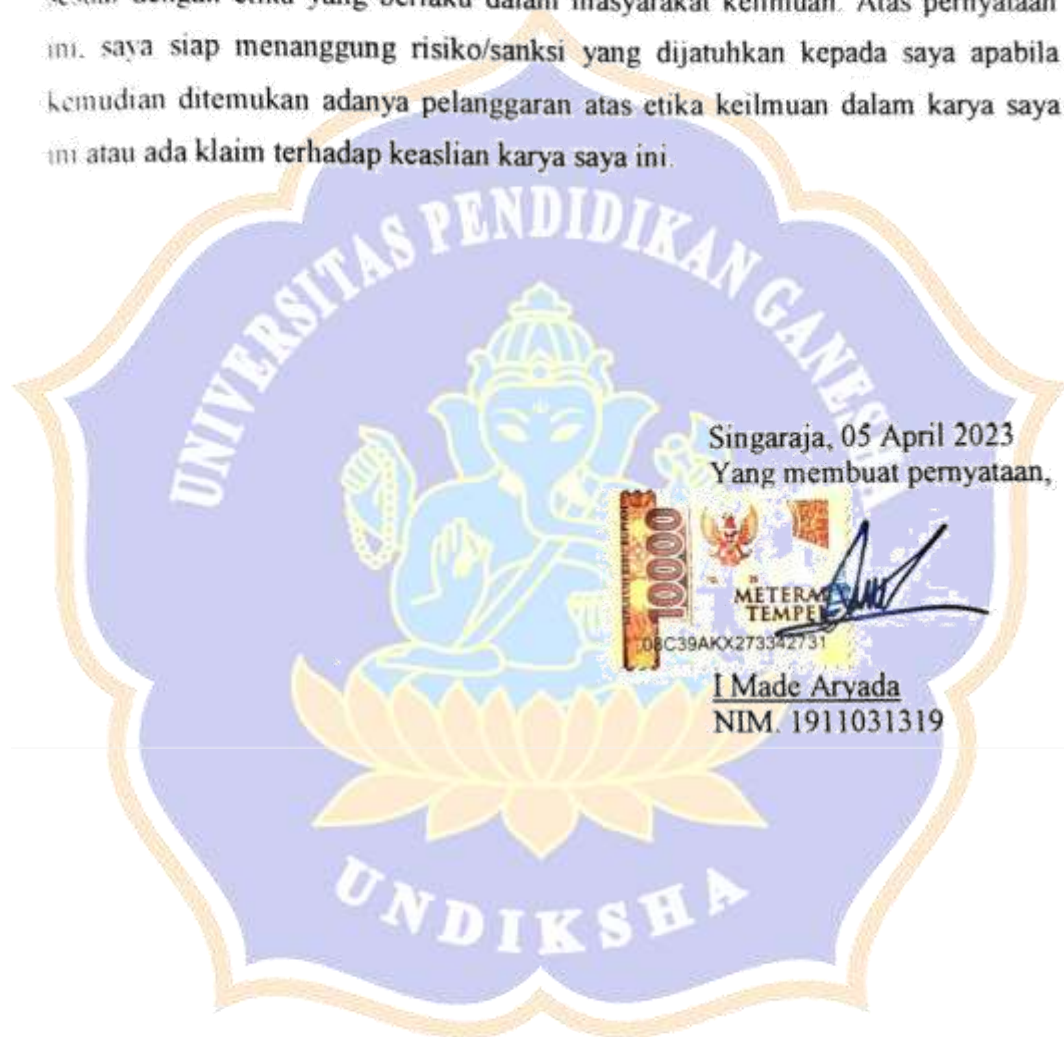 dengan etika yang berlaku dalam masyarakat keilmuan. Atas pernyataan
ini, saya siap menanggung risiko/sanksi yang dijatuhkan kepada saya apabila
kemudian ditemukan adanya pelanggaran atas etika keilmuan dalam karya saya
ini atau ada klaim terhadap keaslian karya saya ini.
UNIVERSITAS PENDIDIKAN GANESHA
Singaraja, 05 April 2023
Yang membuat pernyataan,
10000
METERAI
TEMPEL
08C39AKX273342731
I Made Aryada
NIM. 1911031319
UNDIKSHA